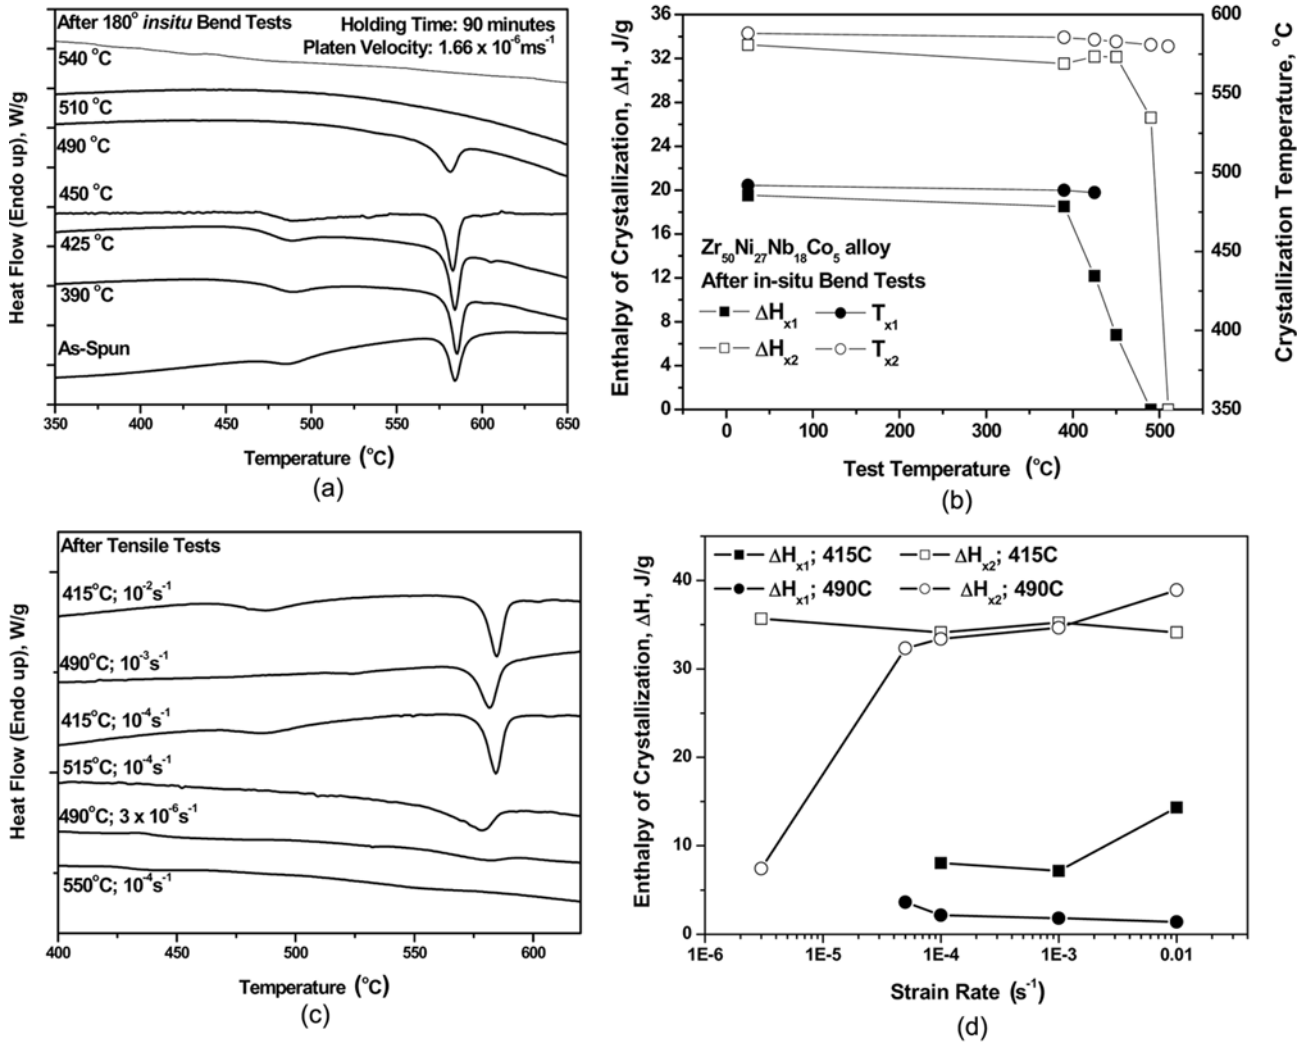 After 180° insitu Bend Tests
Holding Time: 90 minutes
Platen Velocity: 1.66 x 10⁻⁶ms⁻¹
540 °C
510 °C
490 °C
450 °C
425 °C
390 °C
As-Spun
Heat Flow (Endo up), W/g
350 400 450 500 550 600 650
Temperature (°C)
(a)
36
32
28
24
20
16
12
8
4
0
Enthalpy of Crystallization, ΔH, J/g
600
550
500
450
400
350
Crystallization Temperature, °C
Zr₅₀Ni₂₇Nb₁₈Co₅ alloy
After in-situ Bend Tests
ΔHₓ₁ Tₓ₁
ΔHₓ₂ Tₓ₂
0 100 200 300 400 500
Test Temperature (°C)
(b)
After Tensile Tests
415°C; 10⁻²s⁻¹
490°C; 10⁻³s⁻¹
415°C; 10⁻⁴s⁻¹
515°C; 10⁻⁴s⁻¹
490°C; 3 x 10⁻⁶s⁻¹
550°C; 10⁻⁴s⁻¹
Heat Flow (Endo up), W/g
400 450 500 550 600
Temperature (°C)
(c)
ΔHₓ₁; 415C ΔHₓ₂; 415C
ΔHₓ₁; 490C ΔHₓ₂; 490C
40
30
20
10
0
Enthalpy of Crystallization, ΔH, J/g
1E-6 1E-5 1E-4 1E-3 0.01
Strain Rate (s⁻¹)
(d)